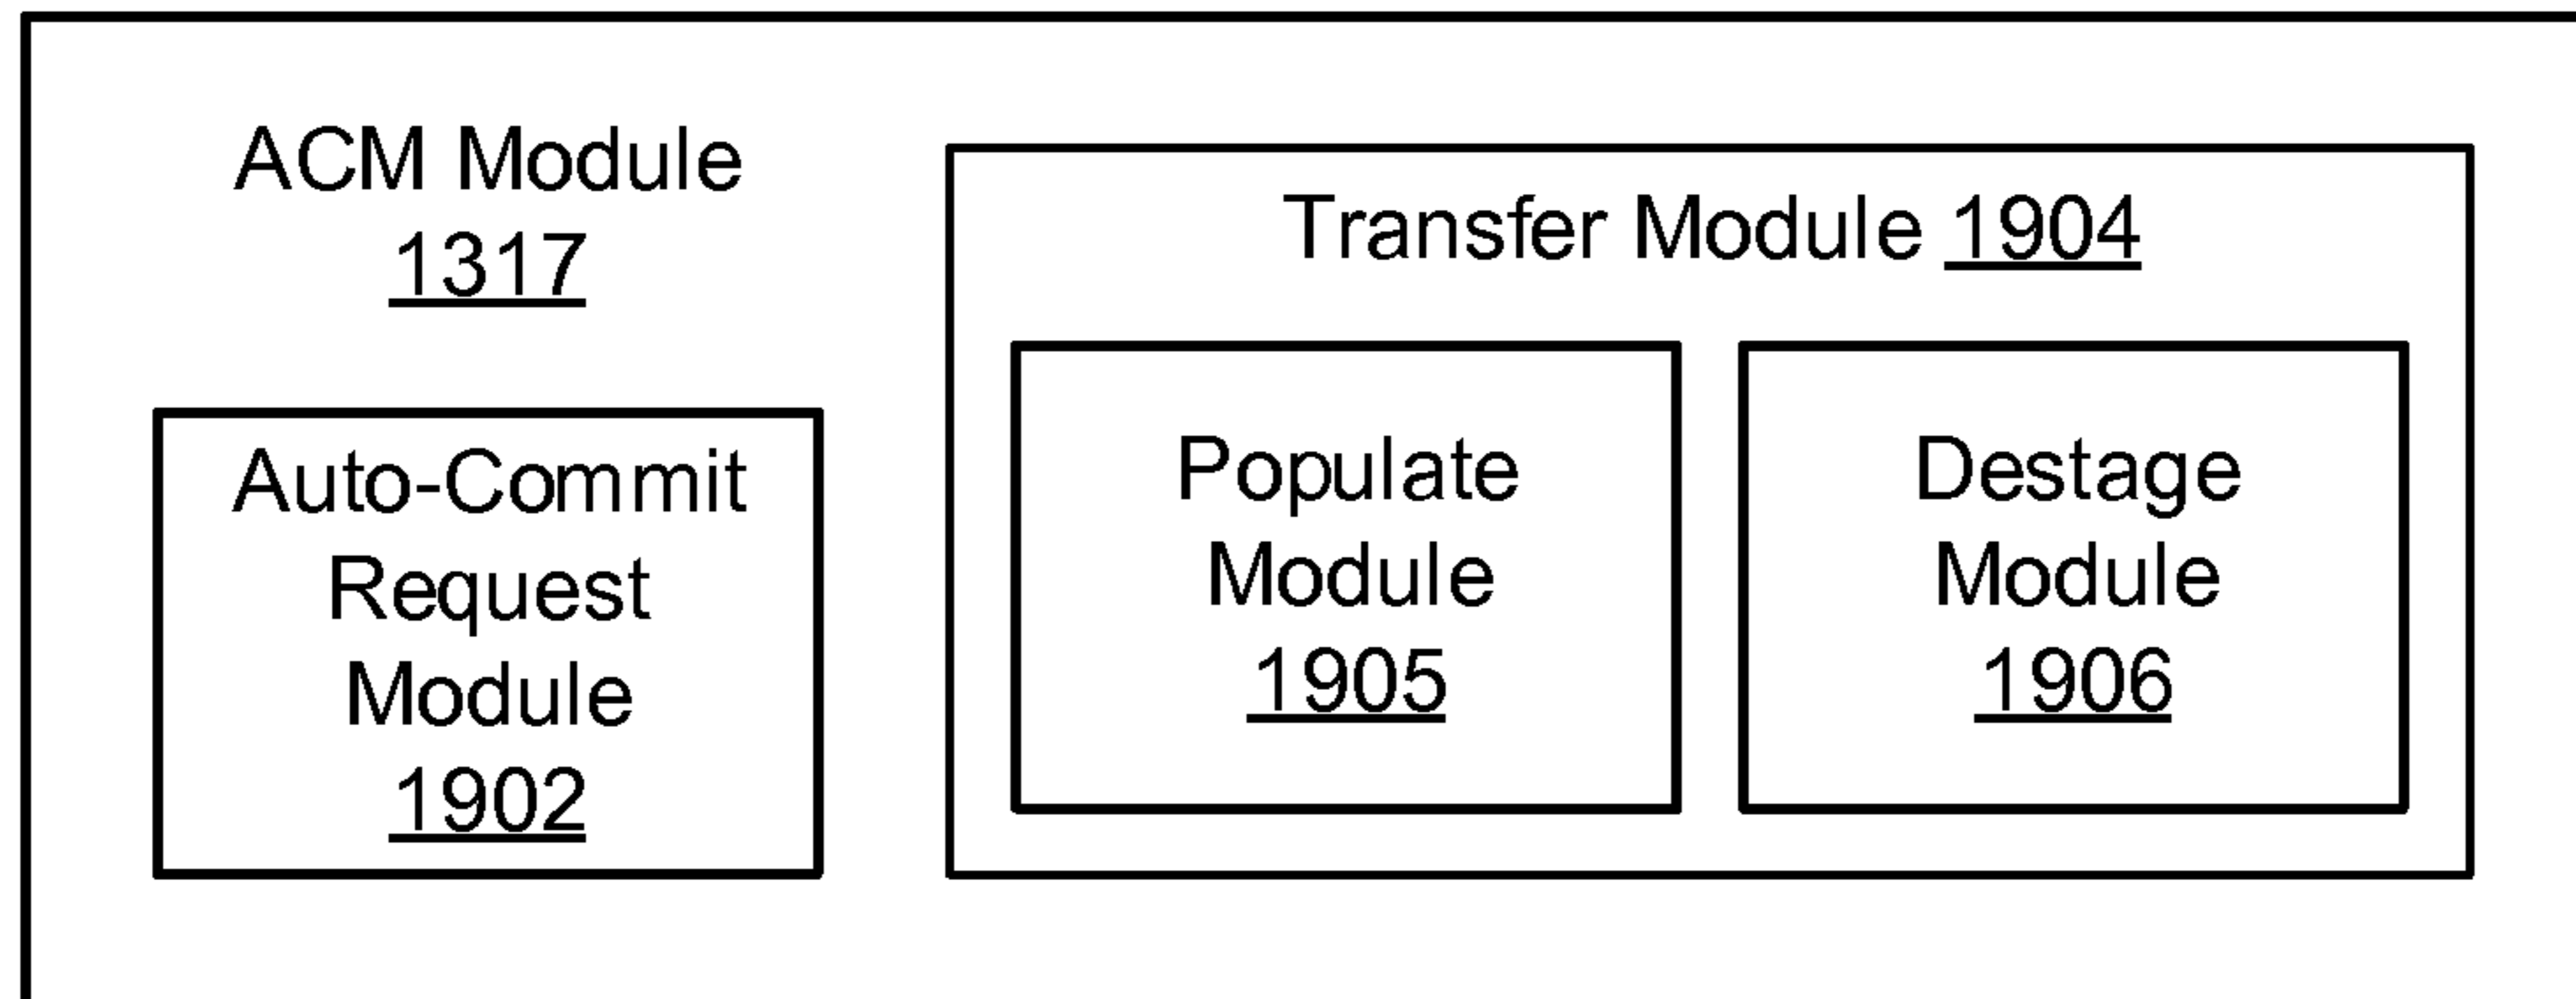 ACM Module
1317
Auto-Commit
Request
Module
1902
Transfer Module 1904
Populate
Module
1905
Destage
Module
1906